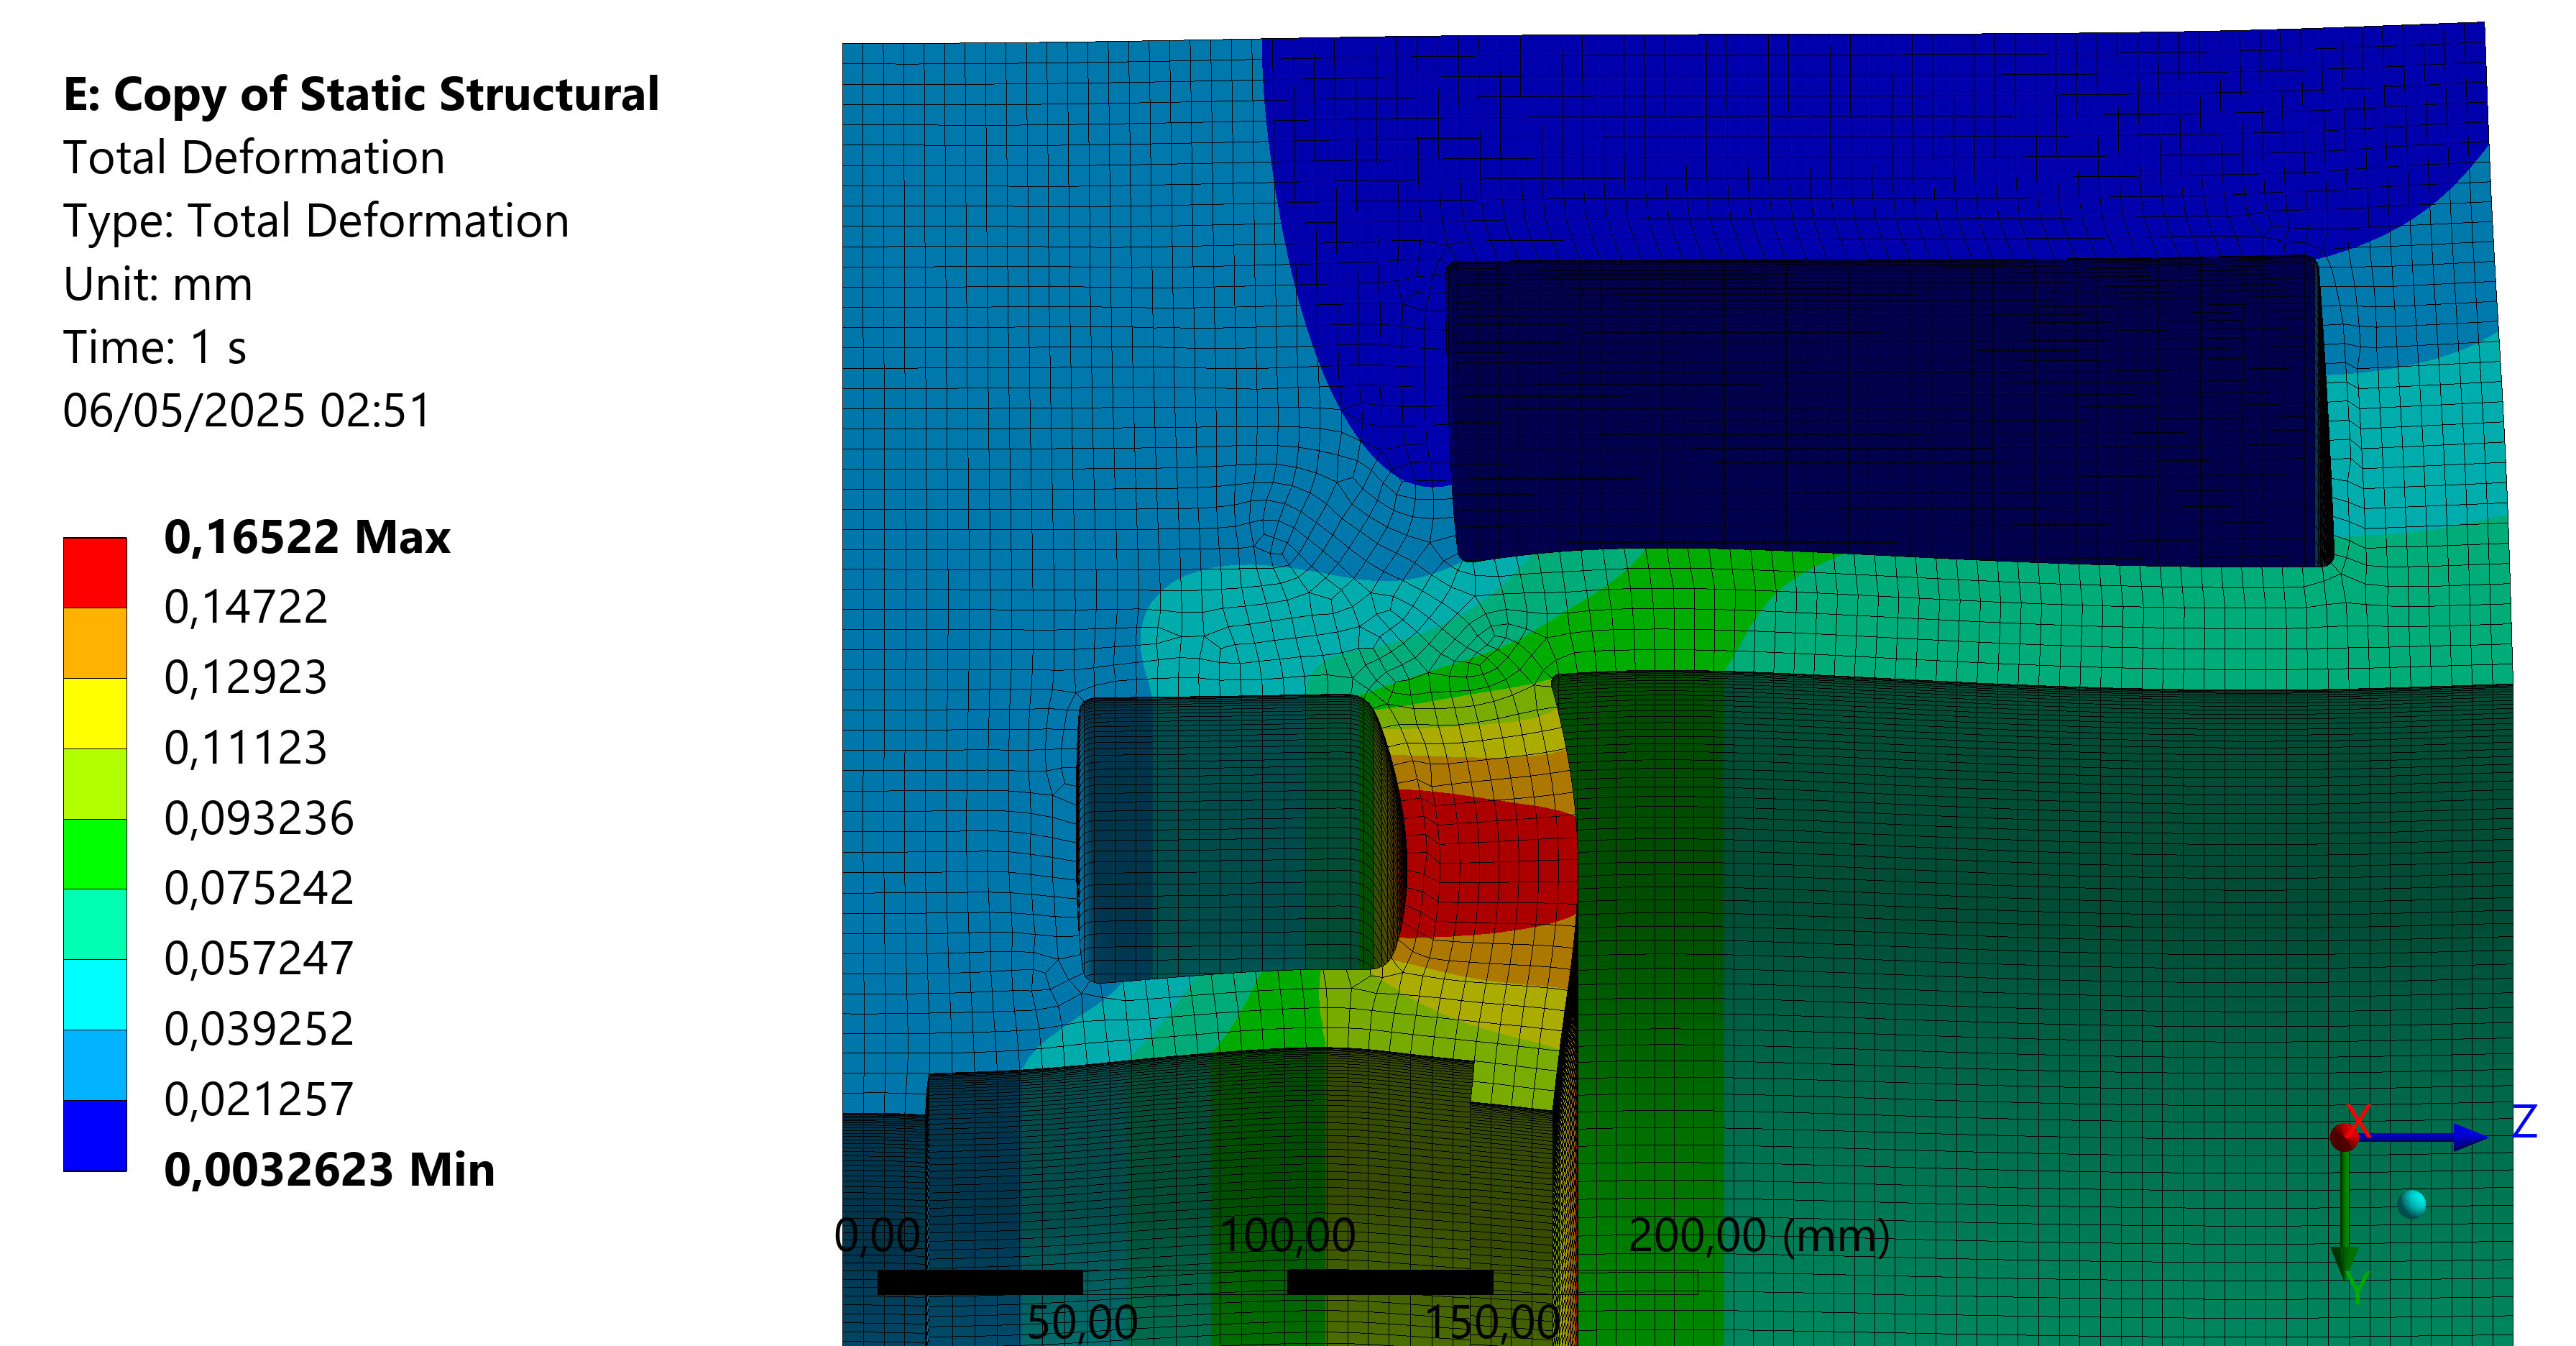 E: Copy of Static Structural
Total Deformation
Type: Total Deformation
Unit: mm
Time: 1 s
06/05/2025 02:51
0,16522 Max
0,14722
0,12923
0,11123
0,093236
0,075242
0,057247
0,039252
0,021257
0,0032623 Min
0,00
100,00
200,00 (mm)
50,00
150,00
X
Z
Y